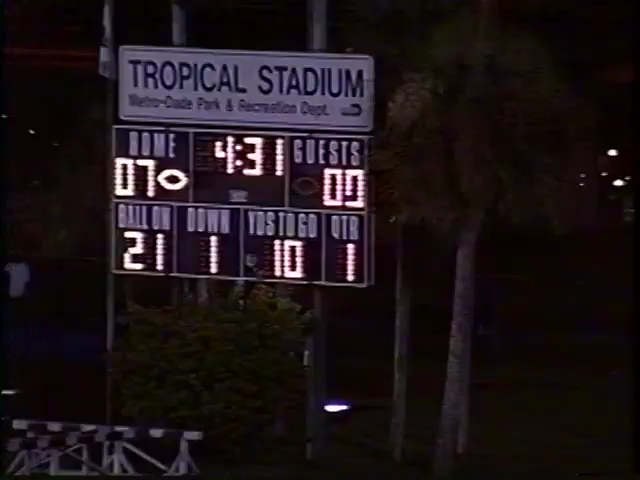 TROPICAL STADIUM
Metro-Dade Park & Recreation Dept.
HOME 4:31 GUESTS
07 00
BALL ON DOWN YDS TO GO QTR
21 1 10 1